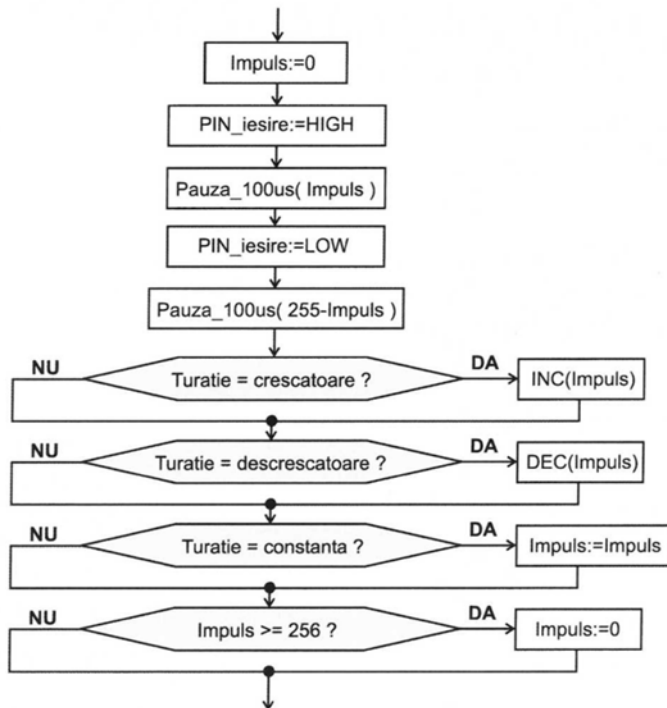 Impuls:=0
PIN_iesire:=HIGH
Pauza_100us( Impuls )
PIN_iesire:=LOW
Pauza_100us( 255-Impuls )
NU
Turatie = crescatoare ?
DA
INC(Impuls)
NU
Turatie = descrescatoare ?
DA
DEC(Impuls)
NU
Turatie = constanta ?
DA
Impuls:=Impuls
NU
Impuls >= 256 ?
DA
Impuls:=0